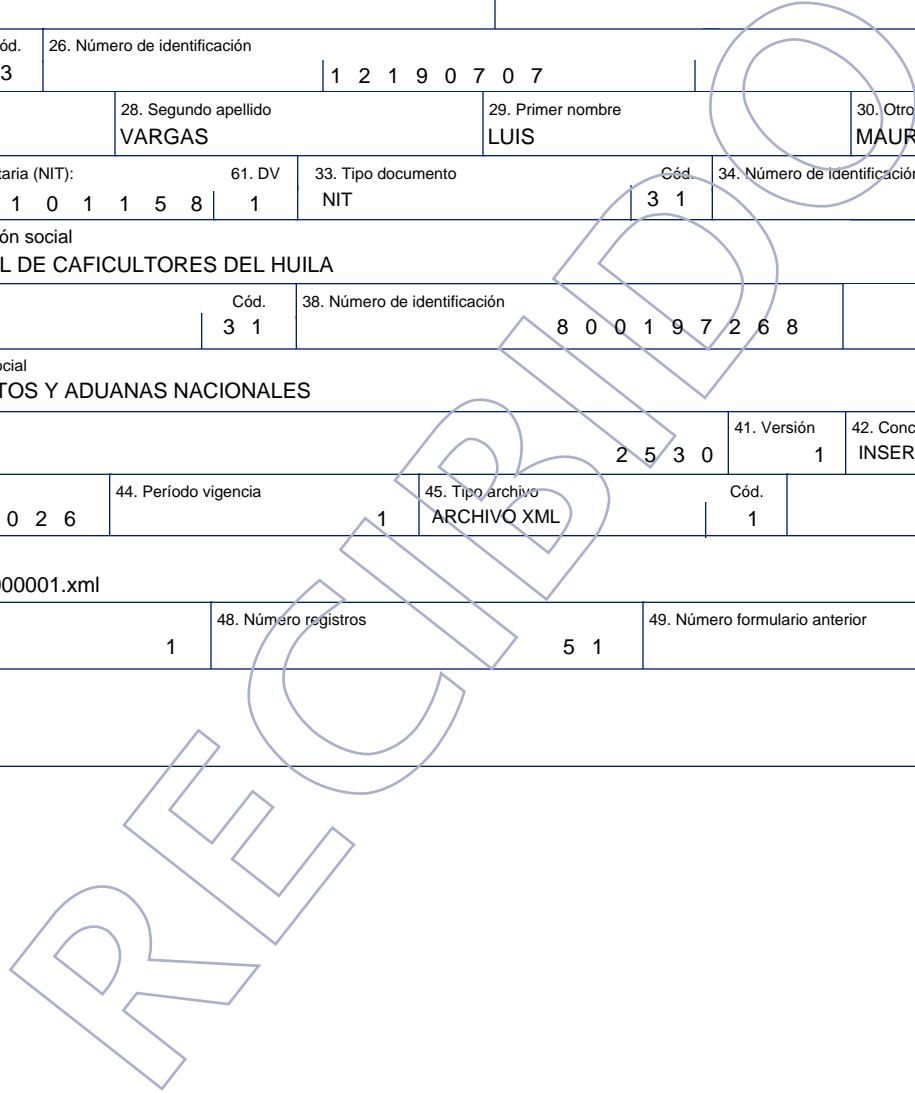 ód. 26. Número de identificación
3 1 2 1 9 0 7 0 7
28. Segundo apellido 29. Primer nombre 30. Otro
VARGAS LUIS MAUR
taria (NIT): 61. DV 33. Tipo documento Cód. 34. Número de identificación
1 0 1 1 5 8 1 NIT 3 1
ón social
L DE CAFICULTORES DEL HUILA
Cód. 38. Número de identificación
3 1 8 0 0 1 9 7 2 6 8
ocial
TOS Y ADUANAS NACIONALES
41. Versión 42. Conc
2 5 3 0 1 INSER
44. Período vigencia 45. Tipo archivo Cód.
0 2 6 1 ARCHIVO XML 1
000001.xml
48. Número registros 49. Número formulario anterior
1 5 1
RECIBIDO